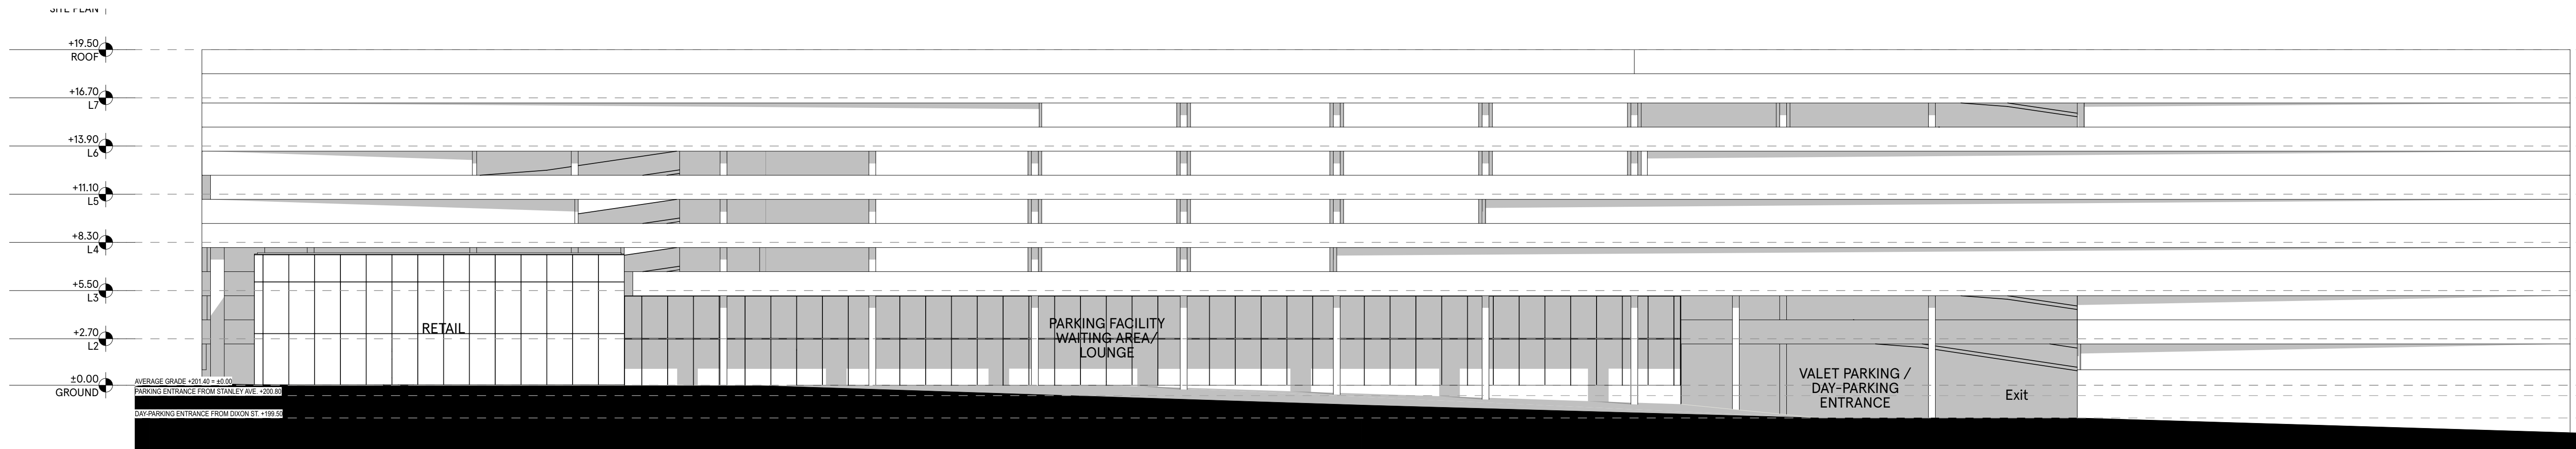 SITE PLAN
+19.50
ROOF
+16.70
L7
+13.90
L6
+11.10
L5
+8.30
L4
+5.50
L3
+2.70
L2
±0.00
GROUND
AVERAGE GRADE +201.40 = ±0.00
PARKING ENTRANCE FROM STANLEY AVE. +200.80
DAY-PARKING ENTRANCE FROM DIXON ST. +199.50
RETAIL
PARKING FACILITY
WAITING AREA/
LOUNGE
VALET PARKING /
DAY-PARKING
ENTRANCE
Exit